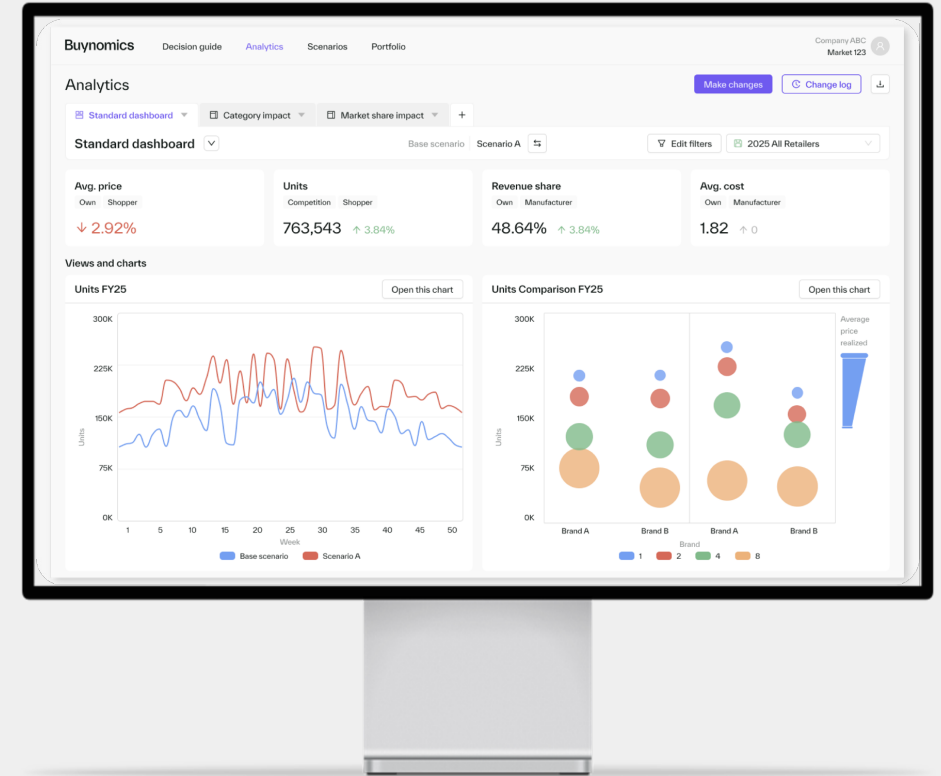 Buynomics
Decision guide Analytics Scenarios Portfolio
Company ABC
Market 123
Analytics
Make changes Change log
Standard dashboard Category impact Market share impact +
Standard dashboard
Base scenario Scenario A
Edit filters 2025 All Retailers
Avg. price
Own Shopper
↓ 2.92%
Units
Competition Shopper
763,543 ↑ 3.84%
Revenue share
Own Manufacturer
48.64% ↑ 3.84%
Avg. cost
Own Manufacturer
1.82 ↑ 0
Views and charts
Units FY25 Open this chart
300K
225K
150K
75K
0K
Units
1 5 10 15 20 25 30 35 40 45 50
Week
Base scenario Scenario A
Units Comparison FY25 Open this chart
300K
225K
150K
75K
0K
Units
Average
price
realized
Brand A Brand B Brand A Brand B
Brand
1 2 4 8